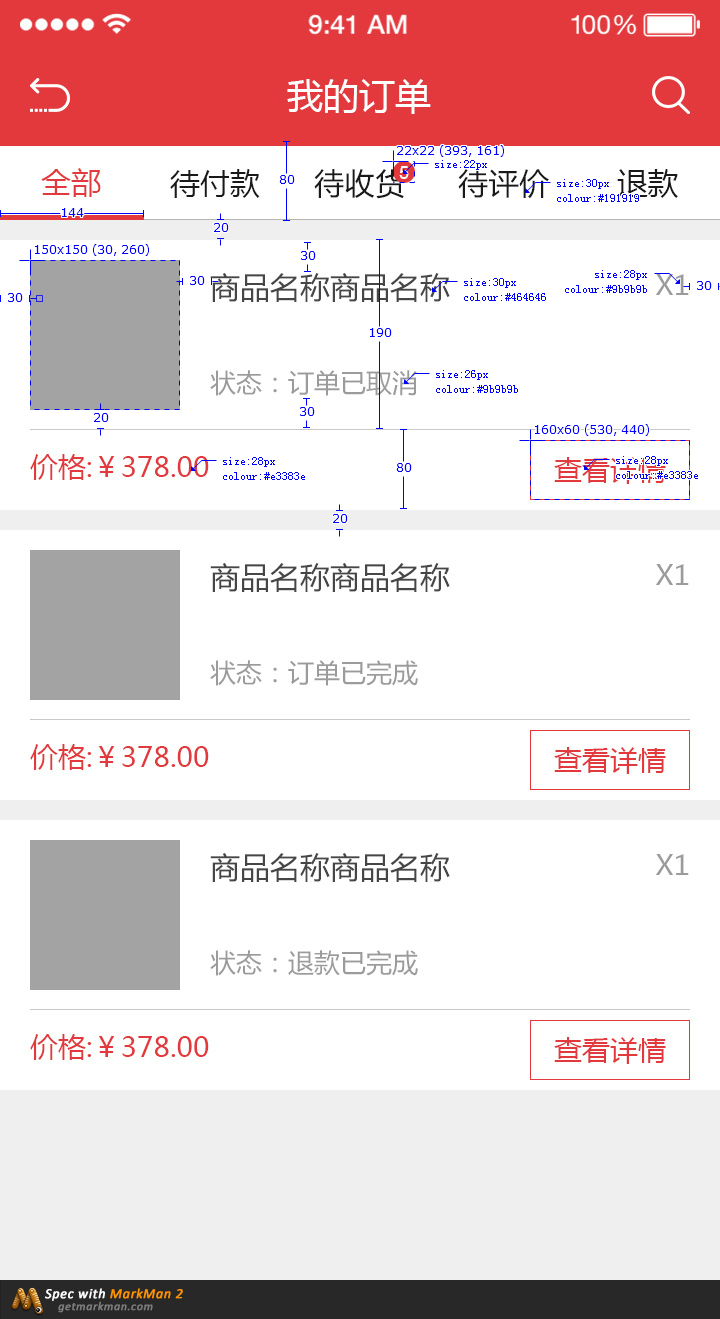 9:41 AM 100%
我的订单
22x22 (393, 161)
size:22px
全部 待付款 待收货 5 待评价 退款
80
size:30px
colour:#191919
144
20
150x150 (30, 260)
30
30
30
商品名称商品名称
size:30px
colour:#464646
size:28px
colour:#9b9b9b
X1
30
190
状态：订单已取消
size:26px
colour:#9b9b9b
30
20
160x60 (530, 440)
价格:￥378.00
size:28px
colour:#e3383e
80
查看详情
size:28px
colour:#e3383e
20
商品名称商品名称 X1
状态：订单已完成
价格:￥378.00 查看详情
商品名称商品名称 X1
状态：退款已完成
价格:￥378.00 查看详情
Spec with MarkMan 2
getmarkman.com